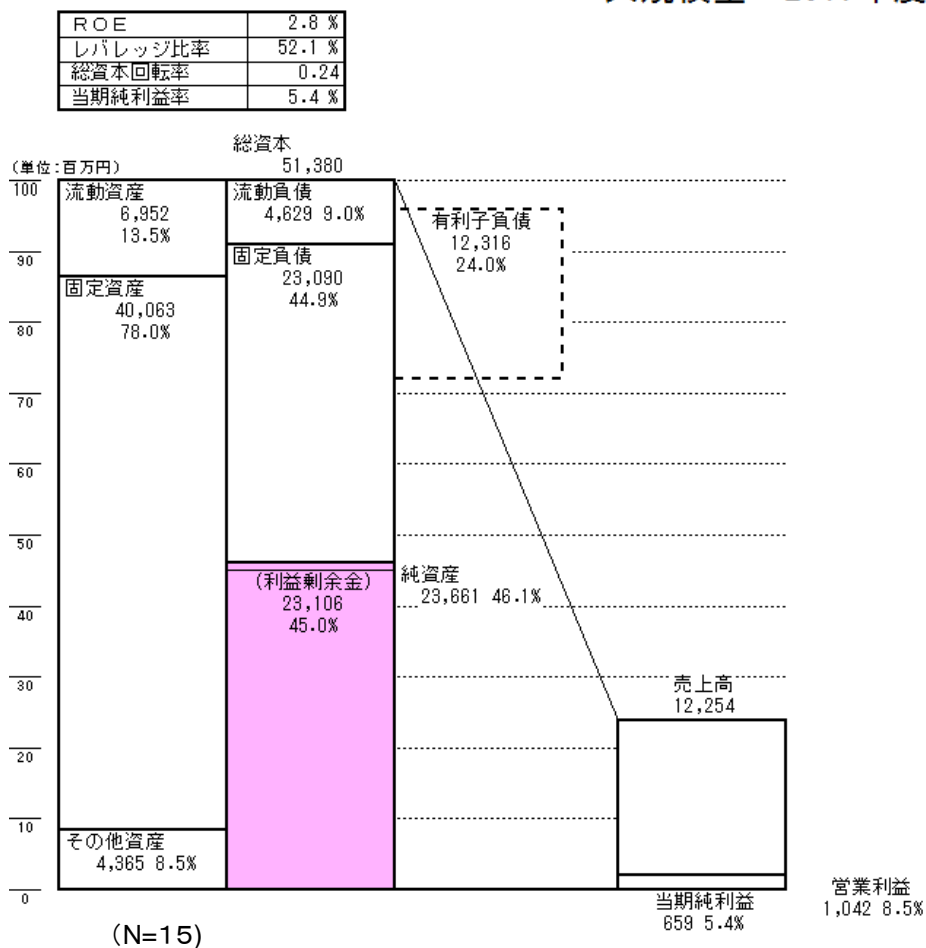 ROE 2.8 %
レバレッジ比率 52.1 %
総資本回転率 0.24
当期純利益率 5.4 %
総資本
51,380
(単位:百万円)
100
90
80
70
60
50
40
30
20
10
0
流動資産
6,952
13.5%
固定資産
40,063
78.0%
その他資産
4,365 8.5%
流動負債
4,629 9.0%
固定負債
23,090
44.9%
(利益剰余金)
23,106
45.0%
有利子負債
12,316
24.0%
純資産
23,661 46.1%
売上高
12,254
当期純利益
659 5.4%
営業利益
1,042 8.5%
(N=15)